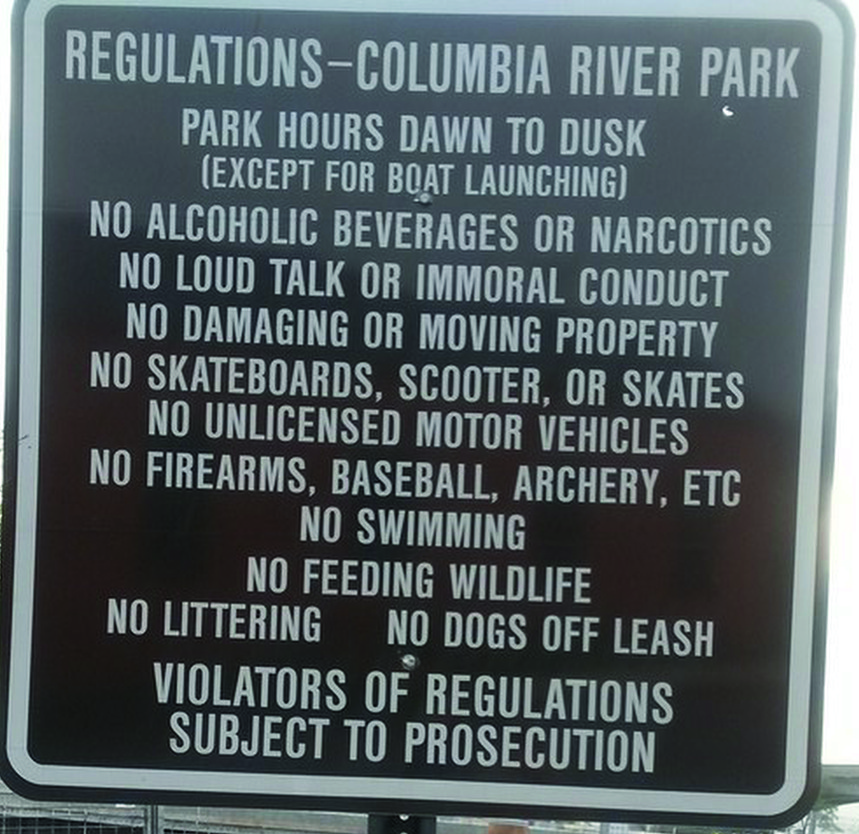 REGULATIONS-COLUMBIA RIVER PARK
PARK HOURS DAWN TO DUSK
(EXCEPT FOR BOAT LAUNCHING)
NO ALCOHOLIC BEVERAGES OR NARCOTICS
NO LOUD TALK OR IMMORAL CONDUCT
NO DAMAGING OR MOVING PROPERTY
NO SKATEBOARDS, SCOOTER, OR SKATES
NO UNLICENSED MOTOR VEHICLES
NO FIREARMS, BASEBALL, ARCHERY, ETC
NO SWIMMING
NO FEEDING WILDLIFE
NO LITTERING NO DOGS OFF LEASH
VIOLATORS OF REGULATIONS
SUBJECT TO PROSECUTION